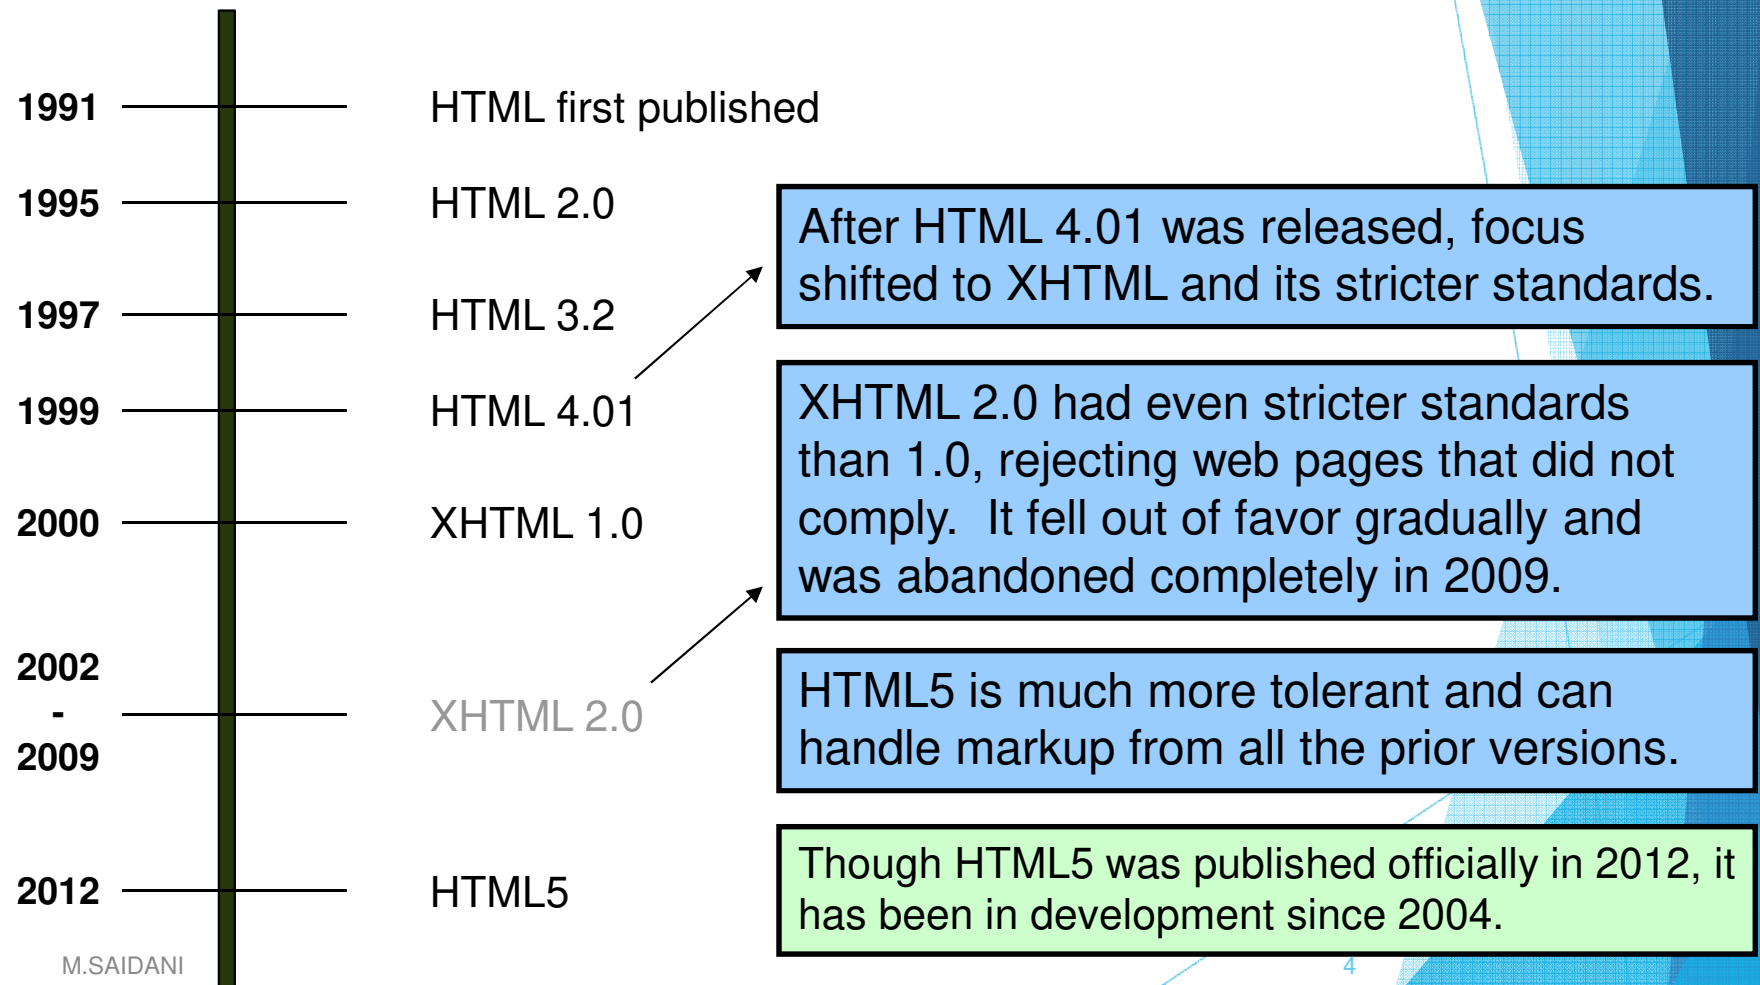 1991 HTML first published
1995 HTML 2.0
1997 HTML 3.2
1999 HTML 4.01
2000 XHTML 1.0
2002
-
2009
XHTML 2.0
2012 HTML5
After HTML 4.01 was released, focus
shifted to XHTML and its stricter standards.
XHTML 2.0 had even stricter standards
than 1.0, rejecting web pages that did not
comply.  It fell out of favor gradually and
was abandoned completely in 2009.
HTML5 is much more tolerant and can
handle markup from all the prior versions.
Though HTML5 was published officially in 2012, it
has been in development since 2004.
M.SAIDANI
4